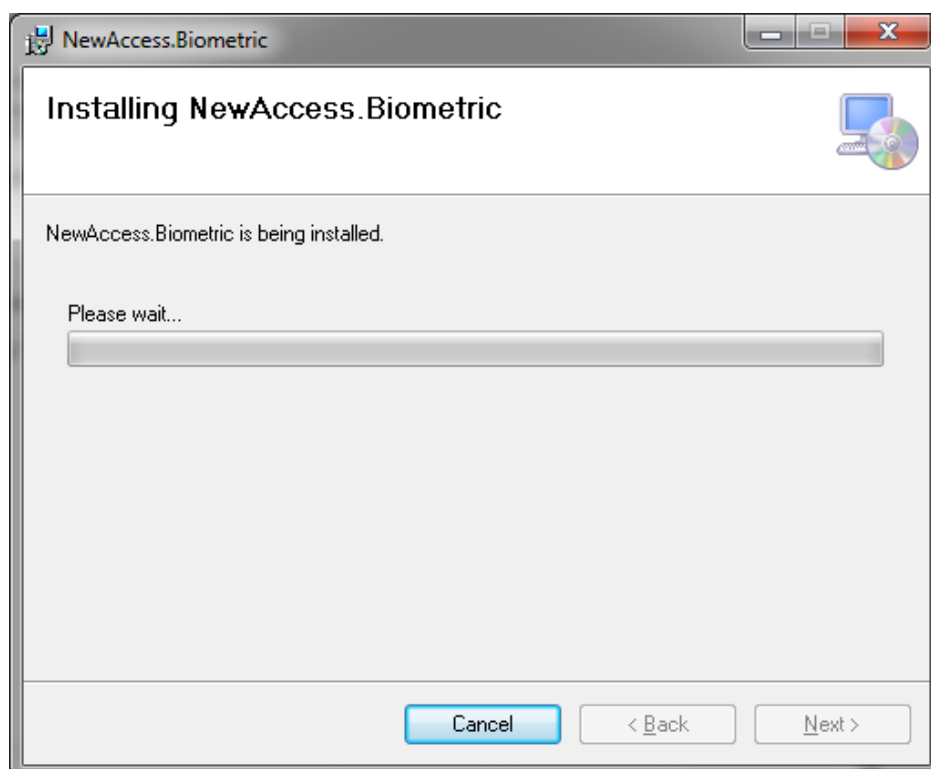 NewAccess.Biometric
Installing NewAccess.Biometric
NewAccess.Biometric is being installed.
Please wait...
Cancel
< Back
Next >